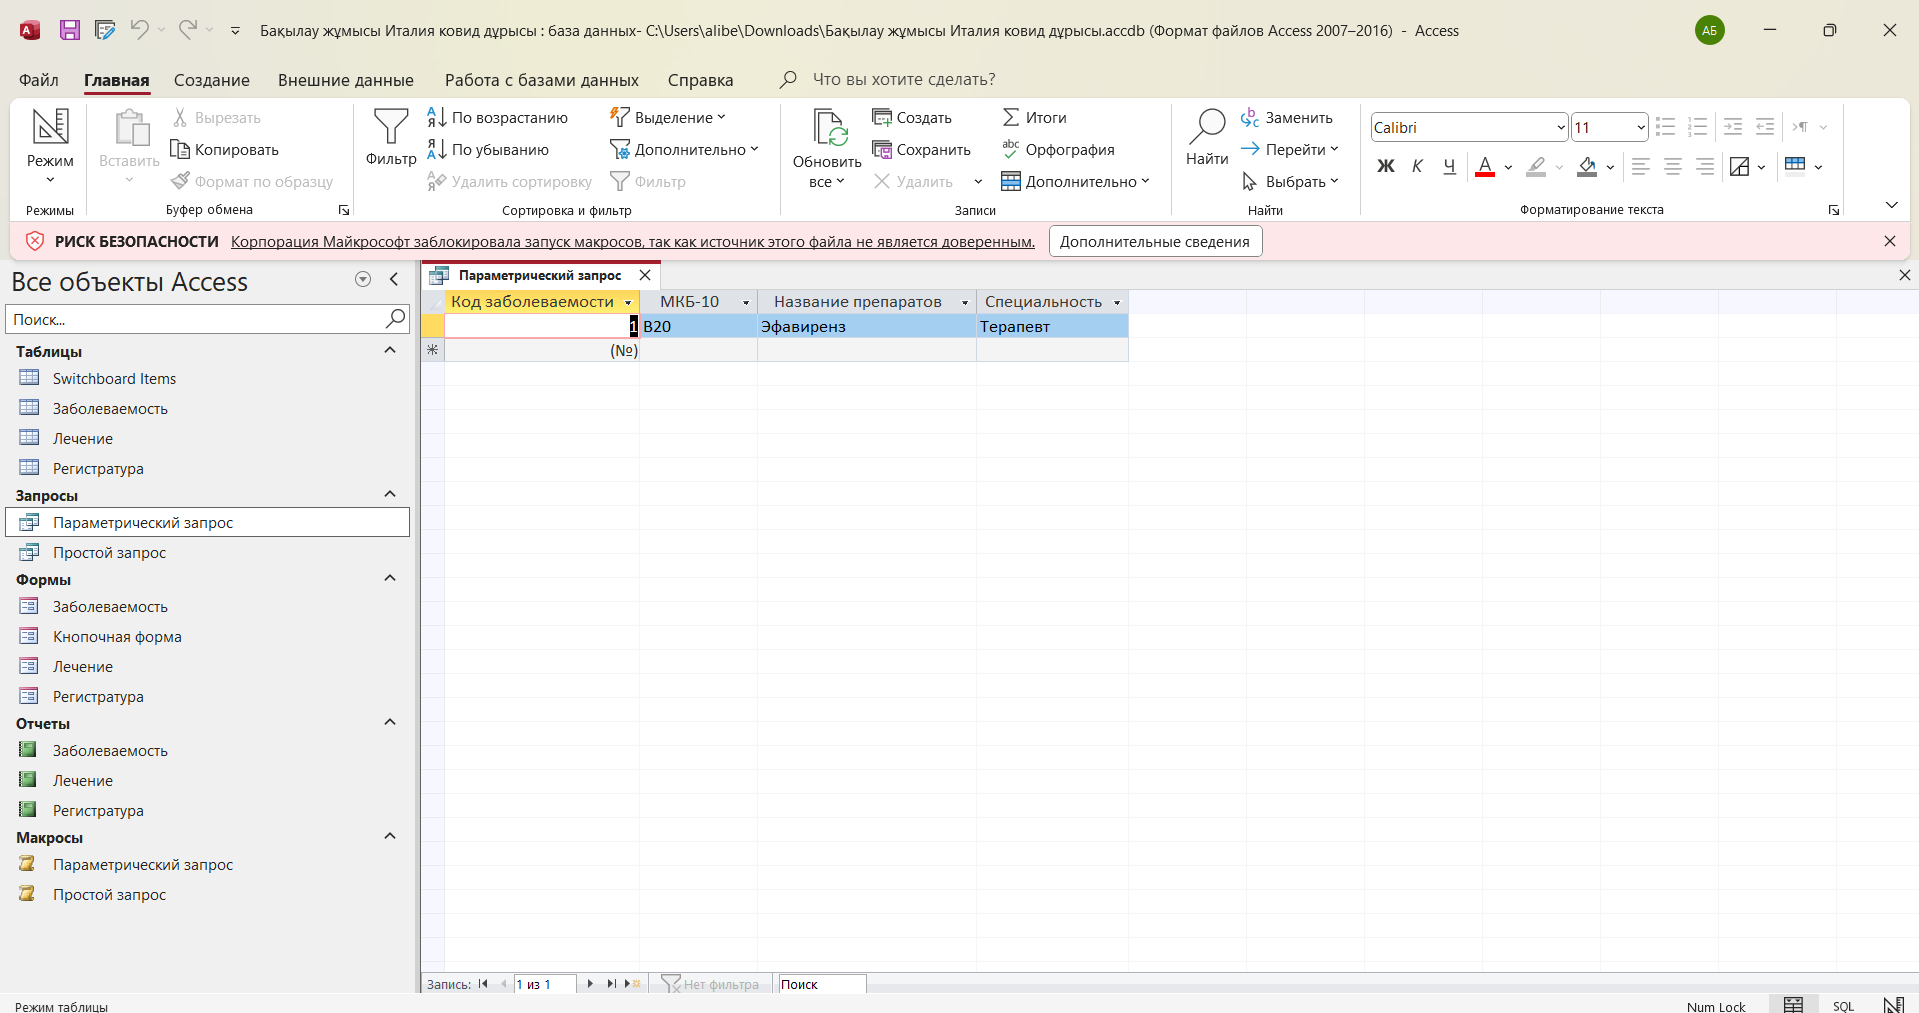 Бақылау жұмысы Италия ковид дұрысы : база данных- C:\Users\alibe\Downloads\Бақылау жұмысы Италия ковид дұрысы.accdb (Формат файлов Access 2007–2016) - Access
АБ
Файл Главная Создание Внешние данные Работа с базами данных Справка Что вы хотите сделать?
Режим
Режимы
Вставить
Вырезать
Копировать
Формат по образцу
Буфер обмена
Фильтр
По возрастанию
По убыванию
Удалить сортировку
Выделение
Дополнительно
Фильтр
Сортировка и фильтр
Обновить
все
Создать
Сохранить
Удалить
Итоги
Орфография
Дополнительно
Записи
Найти
Заменить
Перейти
Выбрать
Найти
Calibri 11
Ж К Ч A
Форматирование текста
РИСК БЕЗОПАСНОСТИ Корпорация Майкрософт заблокировала запуск макросов, так как источник этого файла не является доверенным. Дополнительные сведения
Все объекты Access
Поиск...
Таблицы
Switchboard Items
Заболеваемость
Лечение
Регистратура
Запросы
Параметрический запрос
Простой запрос
Формы
Заболеваемость
Кнопочная форма
Лечение
Регистратура
Отчеты
Заболеваемость
Лечение
Регистратура
Макросы
Параметрический запрос
Простой запрос
Параметрический запрос
Код заболеваемости МКБ-10 Название препаратов Специальность
1 B20 Эфавиренз Терапевт
(№)
Запись: 1 из 1 Нет фильтра Поиск
Режим таблицы Num Lock SQL